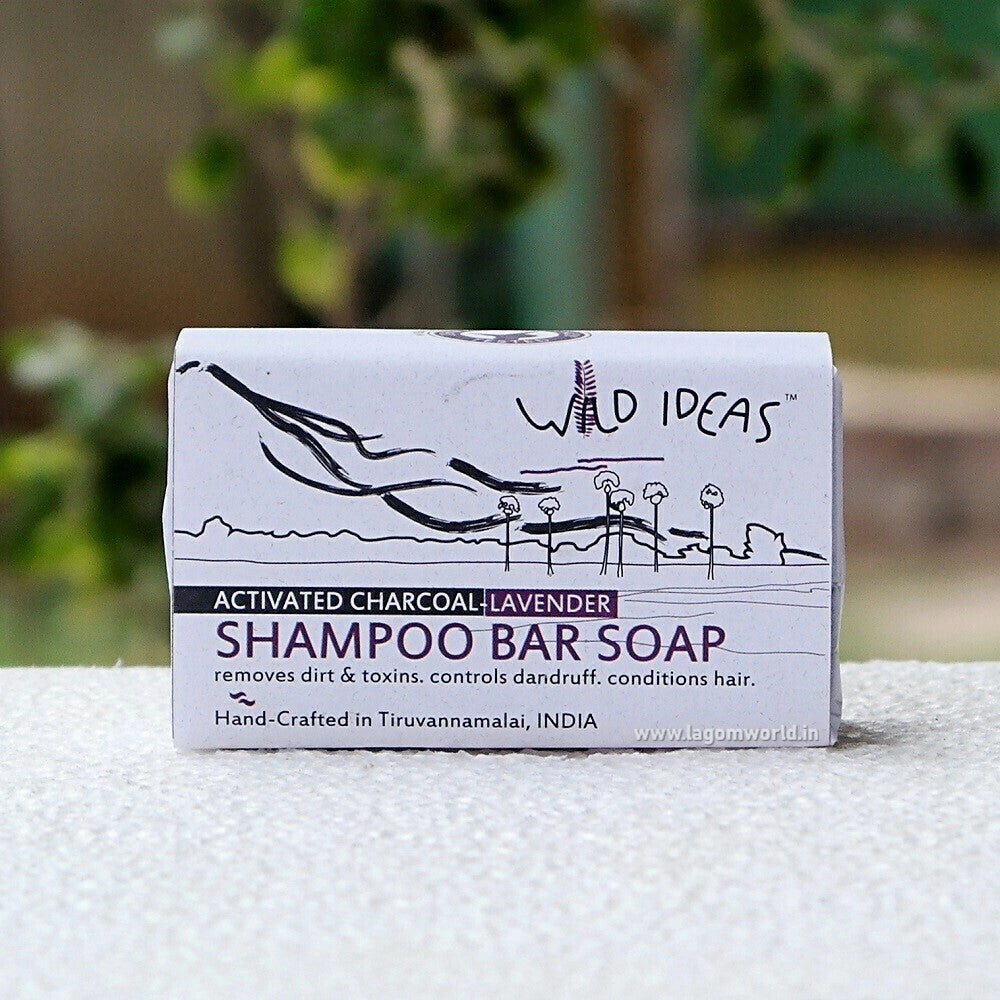 WILD IDEAS™
ACTIVATED CHARCOAL-LAVENDER
SHAMPOO BAR SOAP
removes dirt & toxins. controls dandruff. conditions hair.
Hand-Crafted in Tiruvannamalai, INDIA
www.lagomworld.in